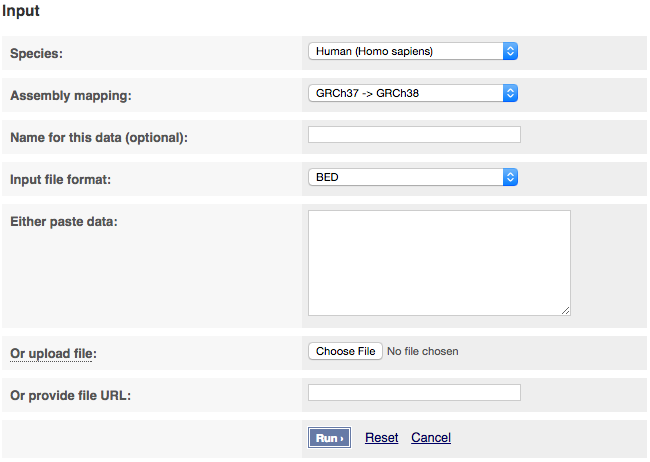 Input
Species: Human (Homo sapiens)
Assembly mapping: GRCh37 -> GRCh38
Name for this data (optional):
Input file format: BED
Either paste data:
Or upload file: Choose File No file chosen
Or provide file URL:
Run › Reset Cancel